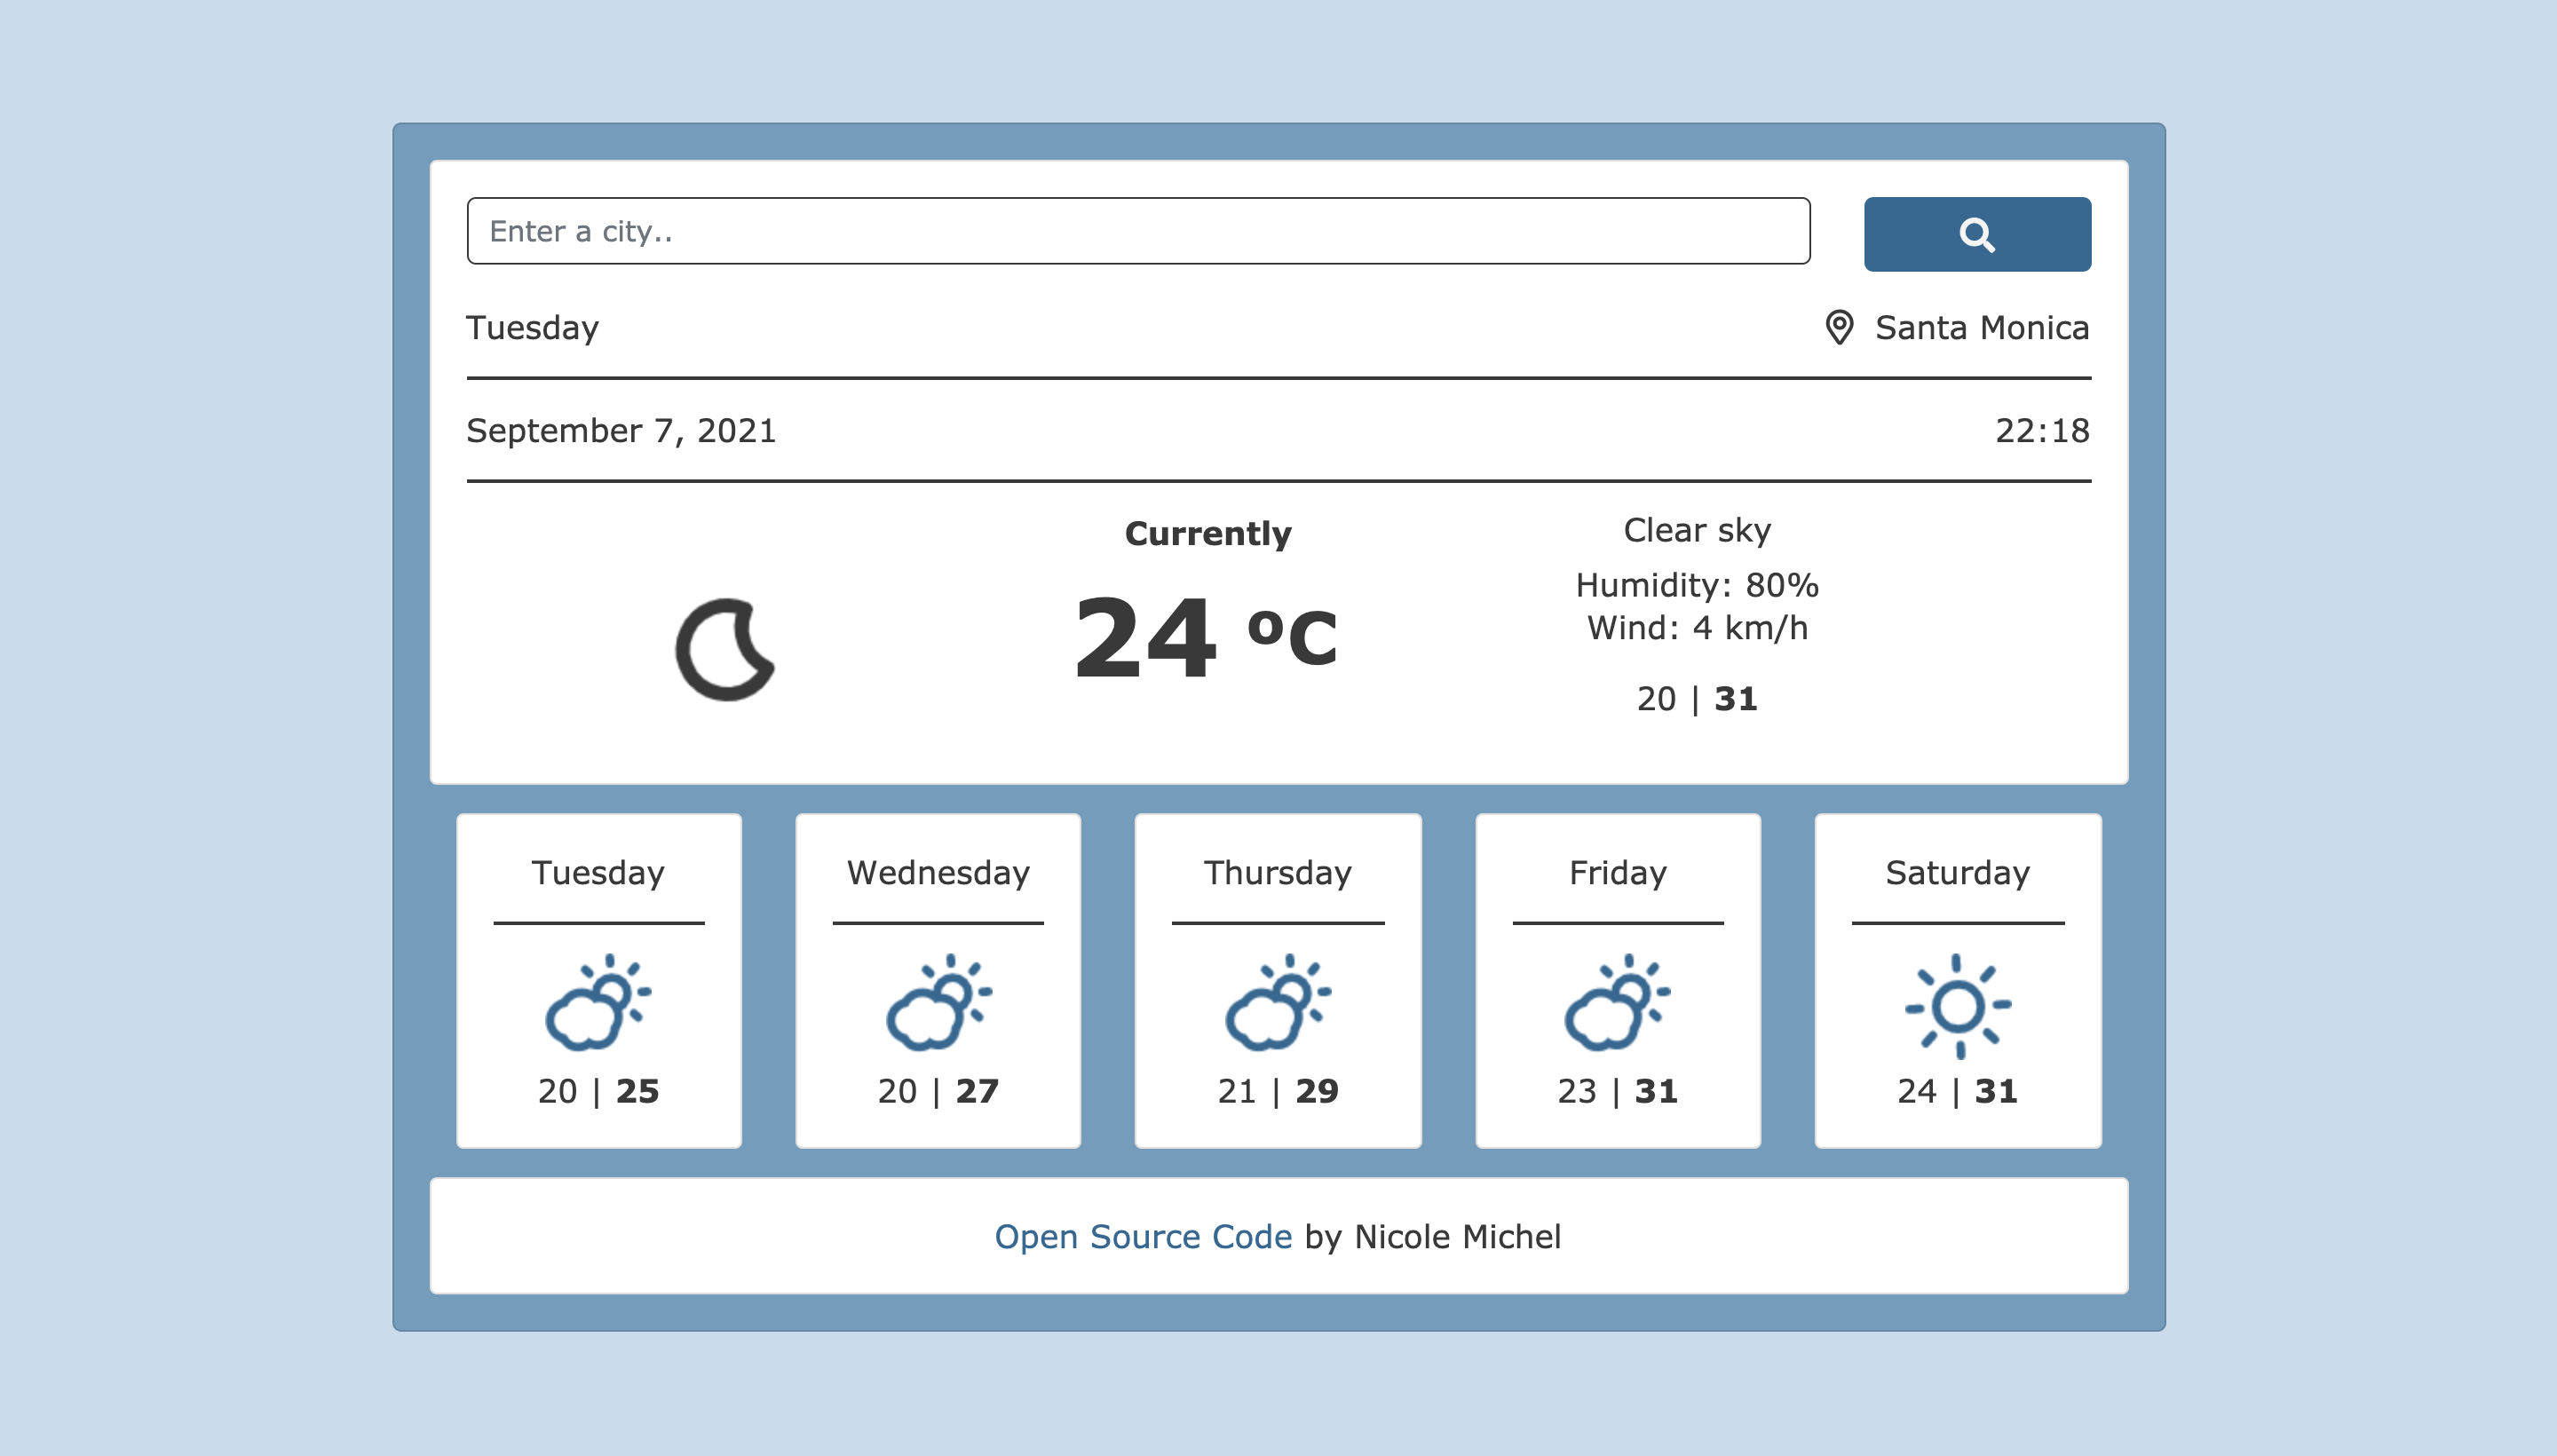 Enter a city..
Tuesday Santa Monica
September 7, 2021 22:18
Currently
24 ºC
Clear sky
Humidity: 80%
Wind: 4 km/h
20 | 31
Tuesday
20 | 25
Wednesday
20 | 27
Thursday
21 | 29
Friday
23 | 31
Saturday
24 | 31
Open Source Code by Nicole Michel